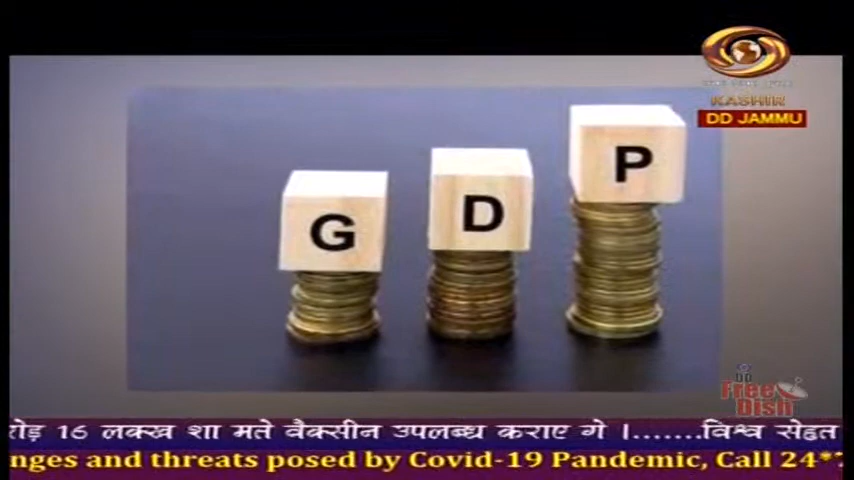 KASHIR
DD JAMMU
G D P
DD
Free
Dish
रोड़ 16 लक्ख शा मते वैक्सीन उपलब्ध कराए गे ।.......विश्व सेहत
nges and threats posed by Covid-19 Pandemic, Call 24*7